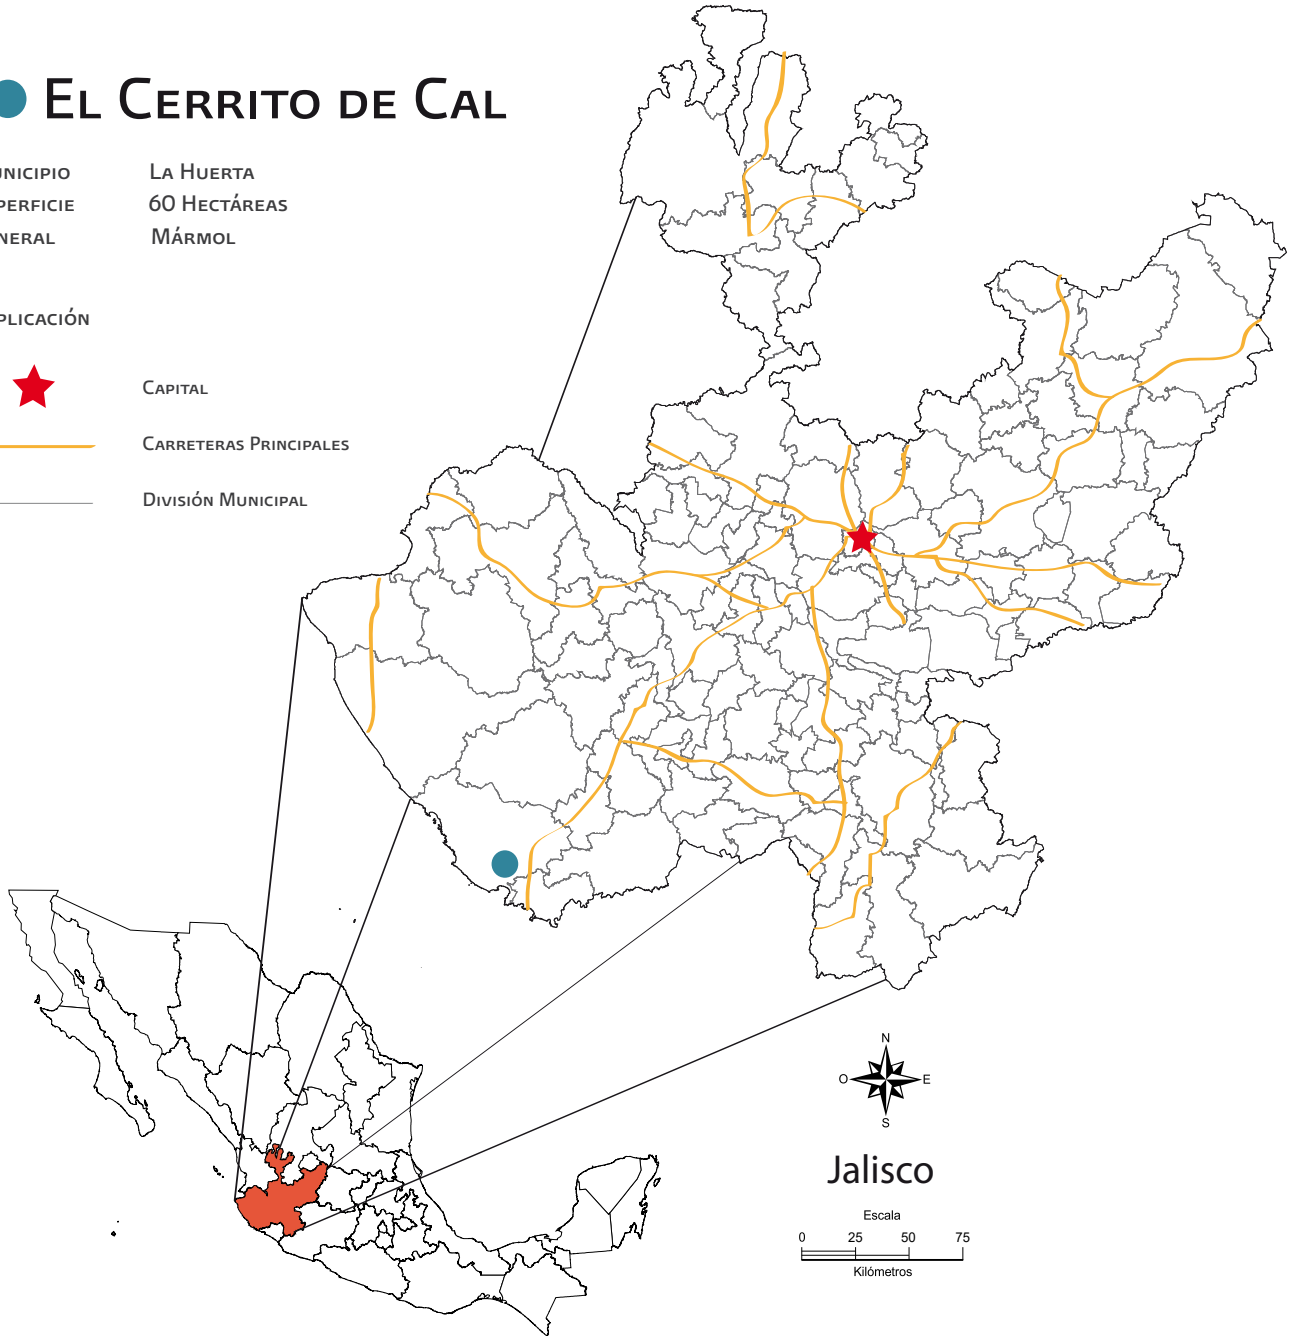 EL CERRITO DE CAL
UNICIPIO LA HUERTA
PERFICIE 60 HECTÁREAS
NERAL MÁRMOL
PLICACIÓN
CAPITAL
CARRETERAS PRINCIPALES
DIVISIÓN MUNICIPAL
N
O E
S
Jalisco
Escala
0 25 50 75
Kilómetros